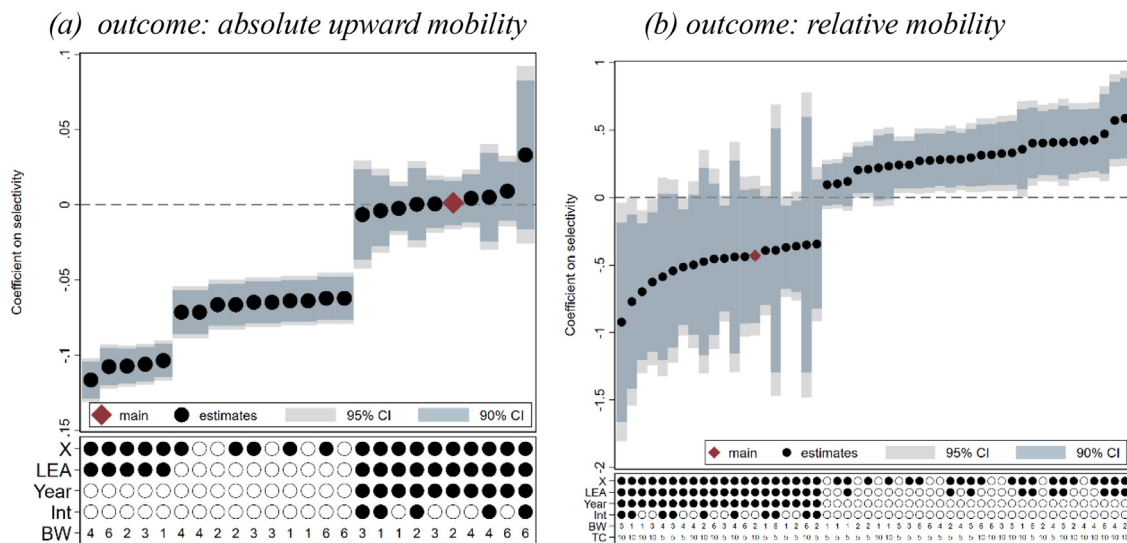 (a) outcome: absolute upward mobility
(b) outcome: relative mobility
Coefficient on selectivity
.1
.05
0
-.05
-.1
-.15
main
estimates
95% CI
90% CI
X
LEA
Year
Int
BW 4 6 2 3 1 4 4 2 2 3 3 1 1 6 6 3 1 1 2 3 2 4 4 6 6
Coefficient on selectivity
1
.5
0
-.5
-1
-1.5
-2
main
estimates
95% CI
90% CI
X
LEA
Year
Int
BW
TC